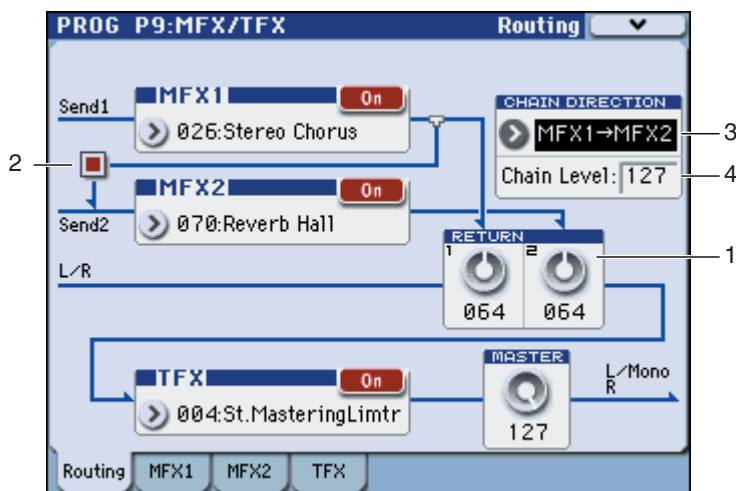 PROG P9:MFX/TFX Routing
Send1
MFX1 On
026:Stereo Chorus
CHAIN DIRECTION
MFX1→MFX2
3
2
Chain Level: 127
4
MFX2 On
Send2
070:Reverb Hall
RETURN
1 2
1
L/R
064 064
TFX On
004:St.MasteringLimtr
MASTER
127
L/Mono
R
Routing MFX1 MFX2 TFX